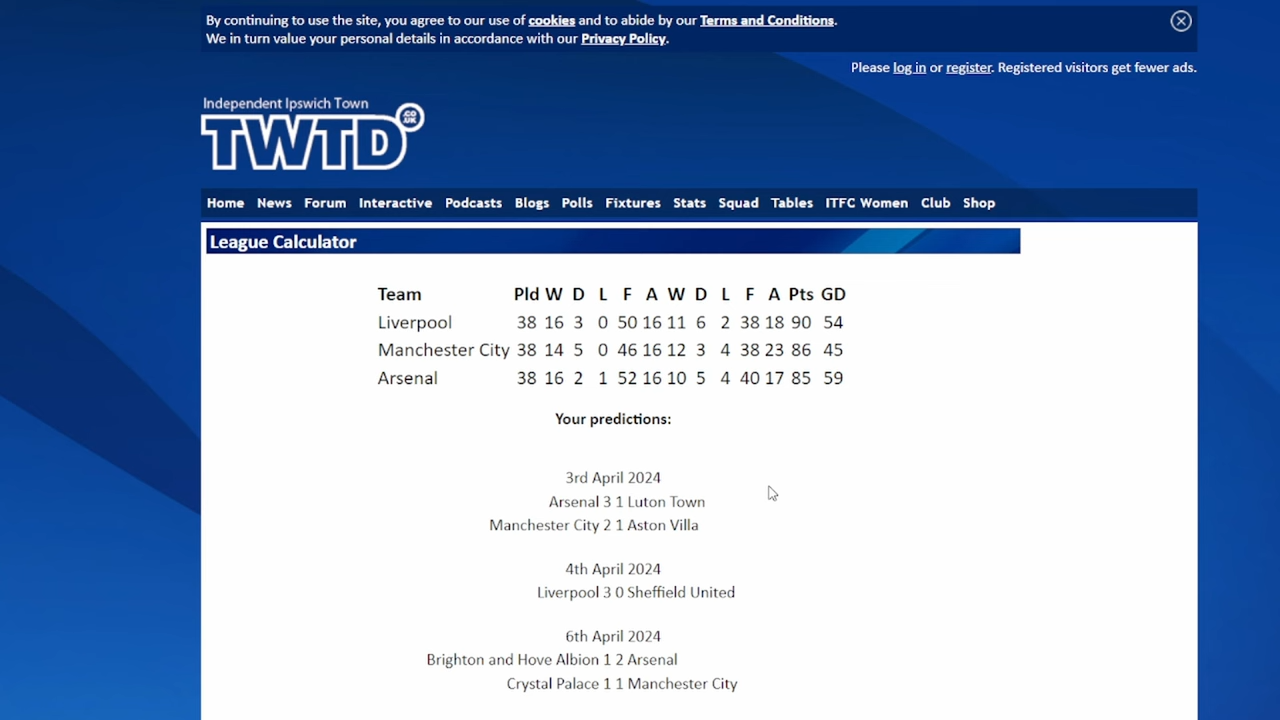 By continuing to use the site, you agree to our use of cookies and to abide by our Terms and Conditions.
We in turn value your personal details in accordance with our Privacy Policy.
Please log in or register. Registered visitors get fewer ads.
Independent Ipswich Town
TWTD .CO.UK
Home News Forum Interactive Podcasts Blogs Polls Fixtures Stats Squad Tables ITFC Women Club Shop
League Calculator
Team Pld W D L F A W D L F A Pts GD
Liverpool 38 16 3 0 50 16 11 6 2 38 18 90 54
Manchester City 38 14 5 0 46 16 12 3 4 38 23 86 45
Arsenal 38 16 2 1 52 16 10 5 4 40 17 85 59
Your predictions:
3rd April 2024
Arsenal 3 1 Luton Town
Manchester City 2 1 Aston Villa
4th April 2024
Liverpool 3 0 Sheffield United
6th April 2024
Brighton and Hove Albion 1 2 Arsenal
Crystal Palace 1 1 Manchester City